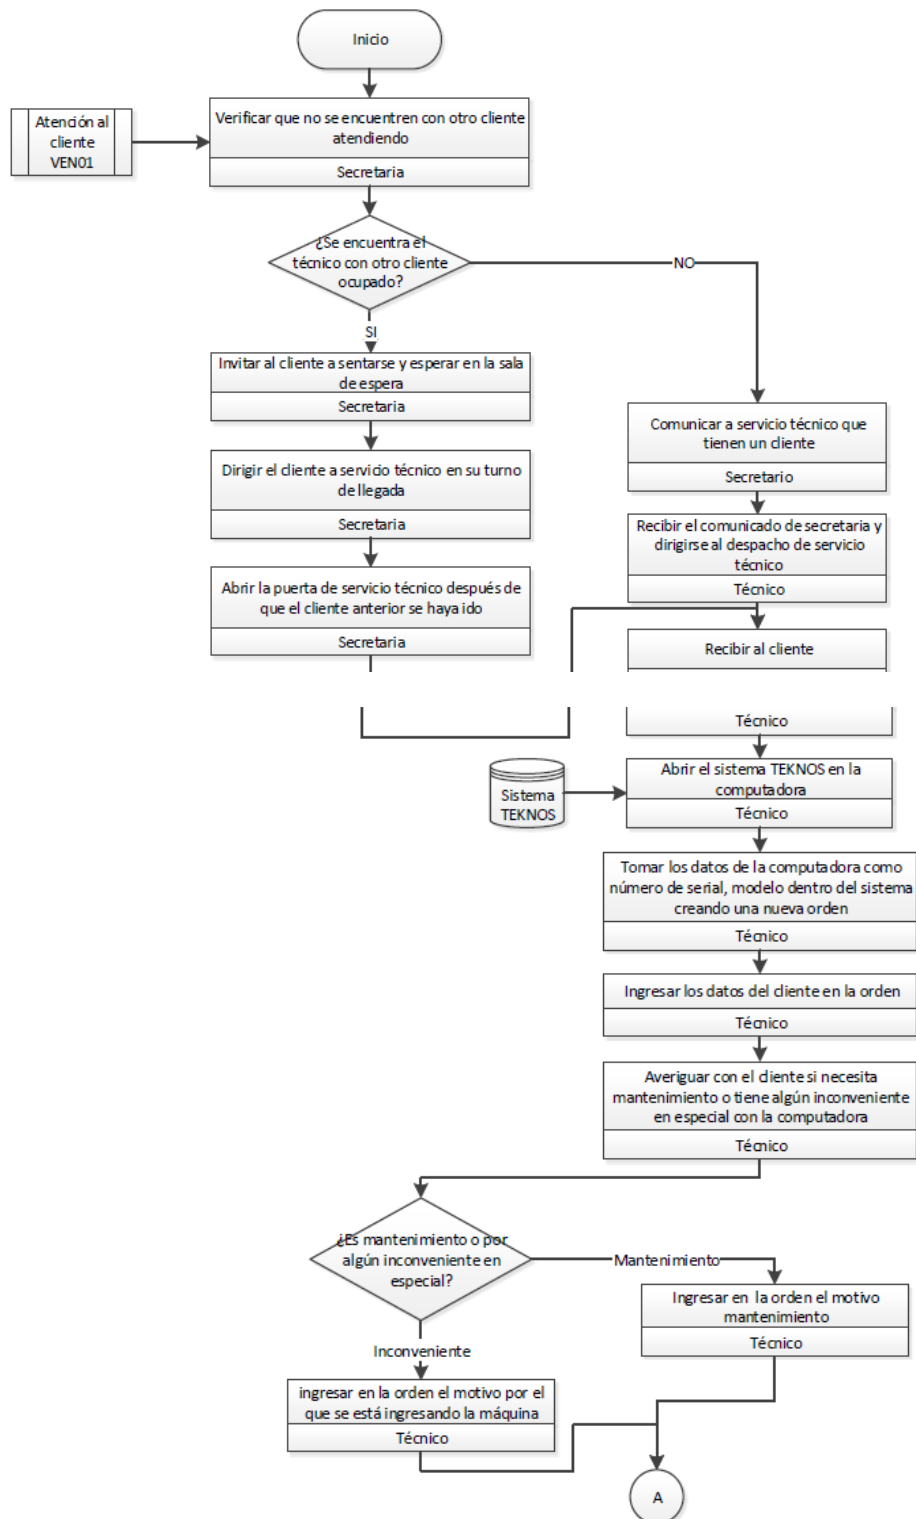 Inicio
Verificar que no se encuentren con otro cliente
atendiendo
Secretaria
Atención al
cliente
VEN01
¿Se encuentra el
técnico con otro cliente
ocupado?
NO
SI
Invitar al cliente a sentarse y esperar en la sala
de espera
Secretaria
Dirigir el cliente a servicio técnico en su turno
de llegada
Secretaria
Abrir la puerta de servicio técnico después de
que el cliente anterior se haya ido
Secretaria
Comunicar a servicio técnico que
tienen un cliente
Secretario
Recibir el comunicado de secretaria y
dirigirse al despacho de servicio
técnico
Técnico
Recibir al cliente
Técnico
Sistema
TEKNOS
Abrir el sistema TEKNOS en la
computadora
Técnico
Tomar los datos de la computadora como
número de serial, modelo dentro del sistema
creando una nueva orden
Técnico
Ingresar los datos del cliente en la orden
Técnico
Averiguar con el cliente si necesita
mantenimiento o tiene algún inconveniente
en especial con la computadora
Técnico
¿Es mantenimiento o por
algún inconveniente en
especial?
Mantenimiento
Ingresar en la orden el motivo
mantenimiento
Técnico
Inconveniente
ingresar en la orden el motivo por el
que se está ingresando la máquina
Técnico
A